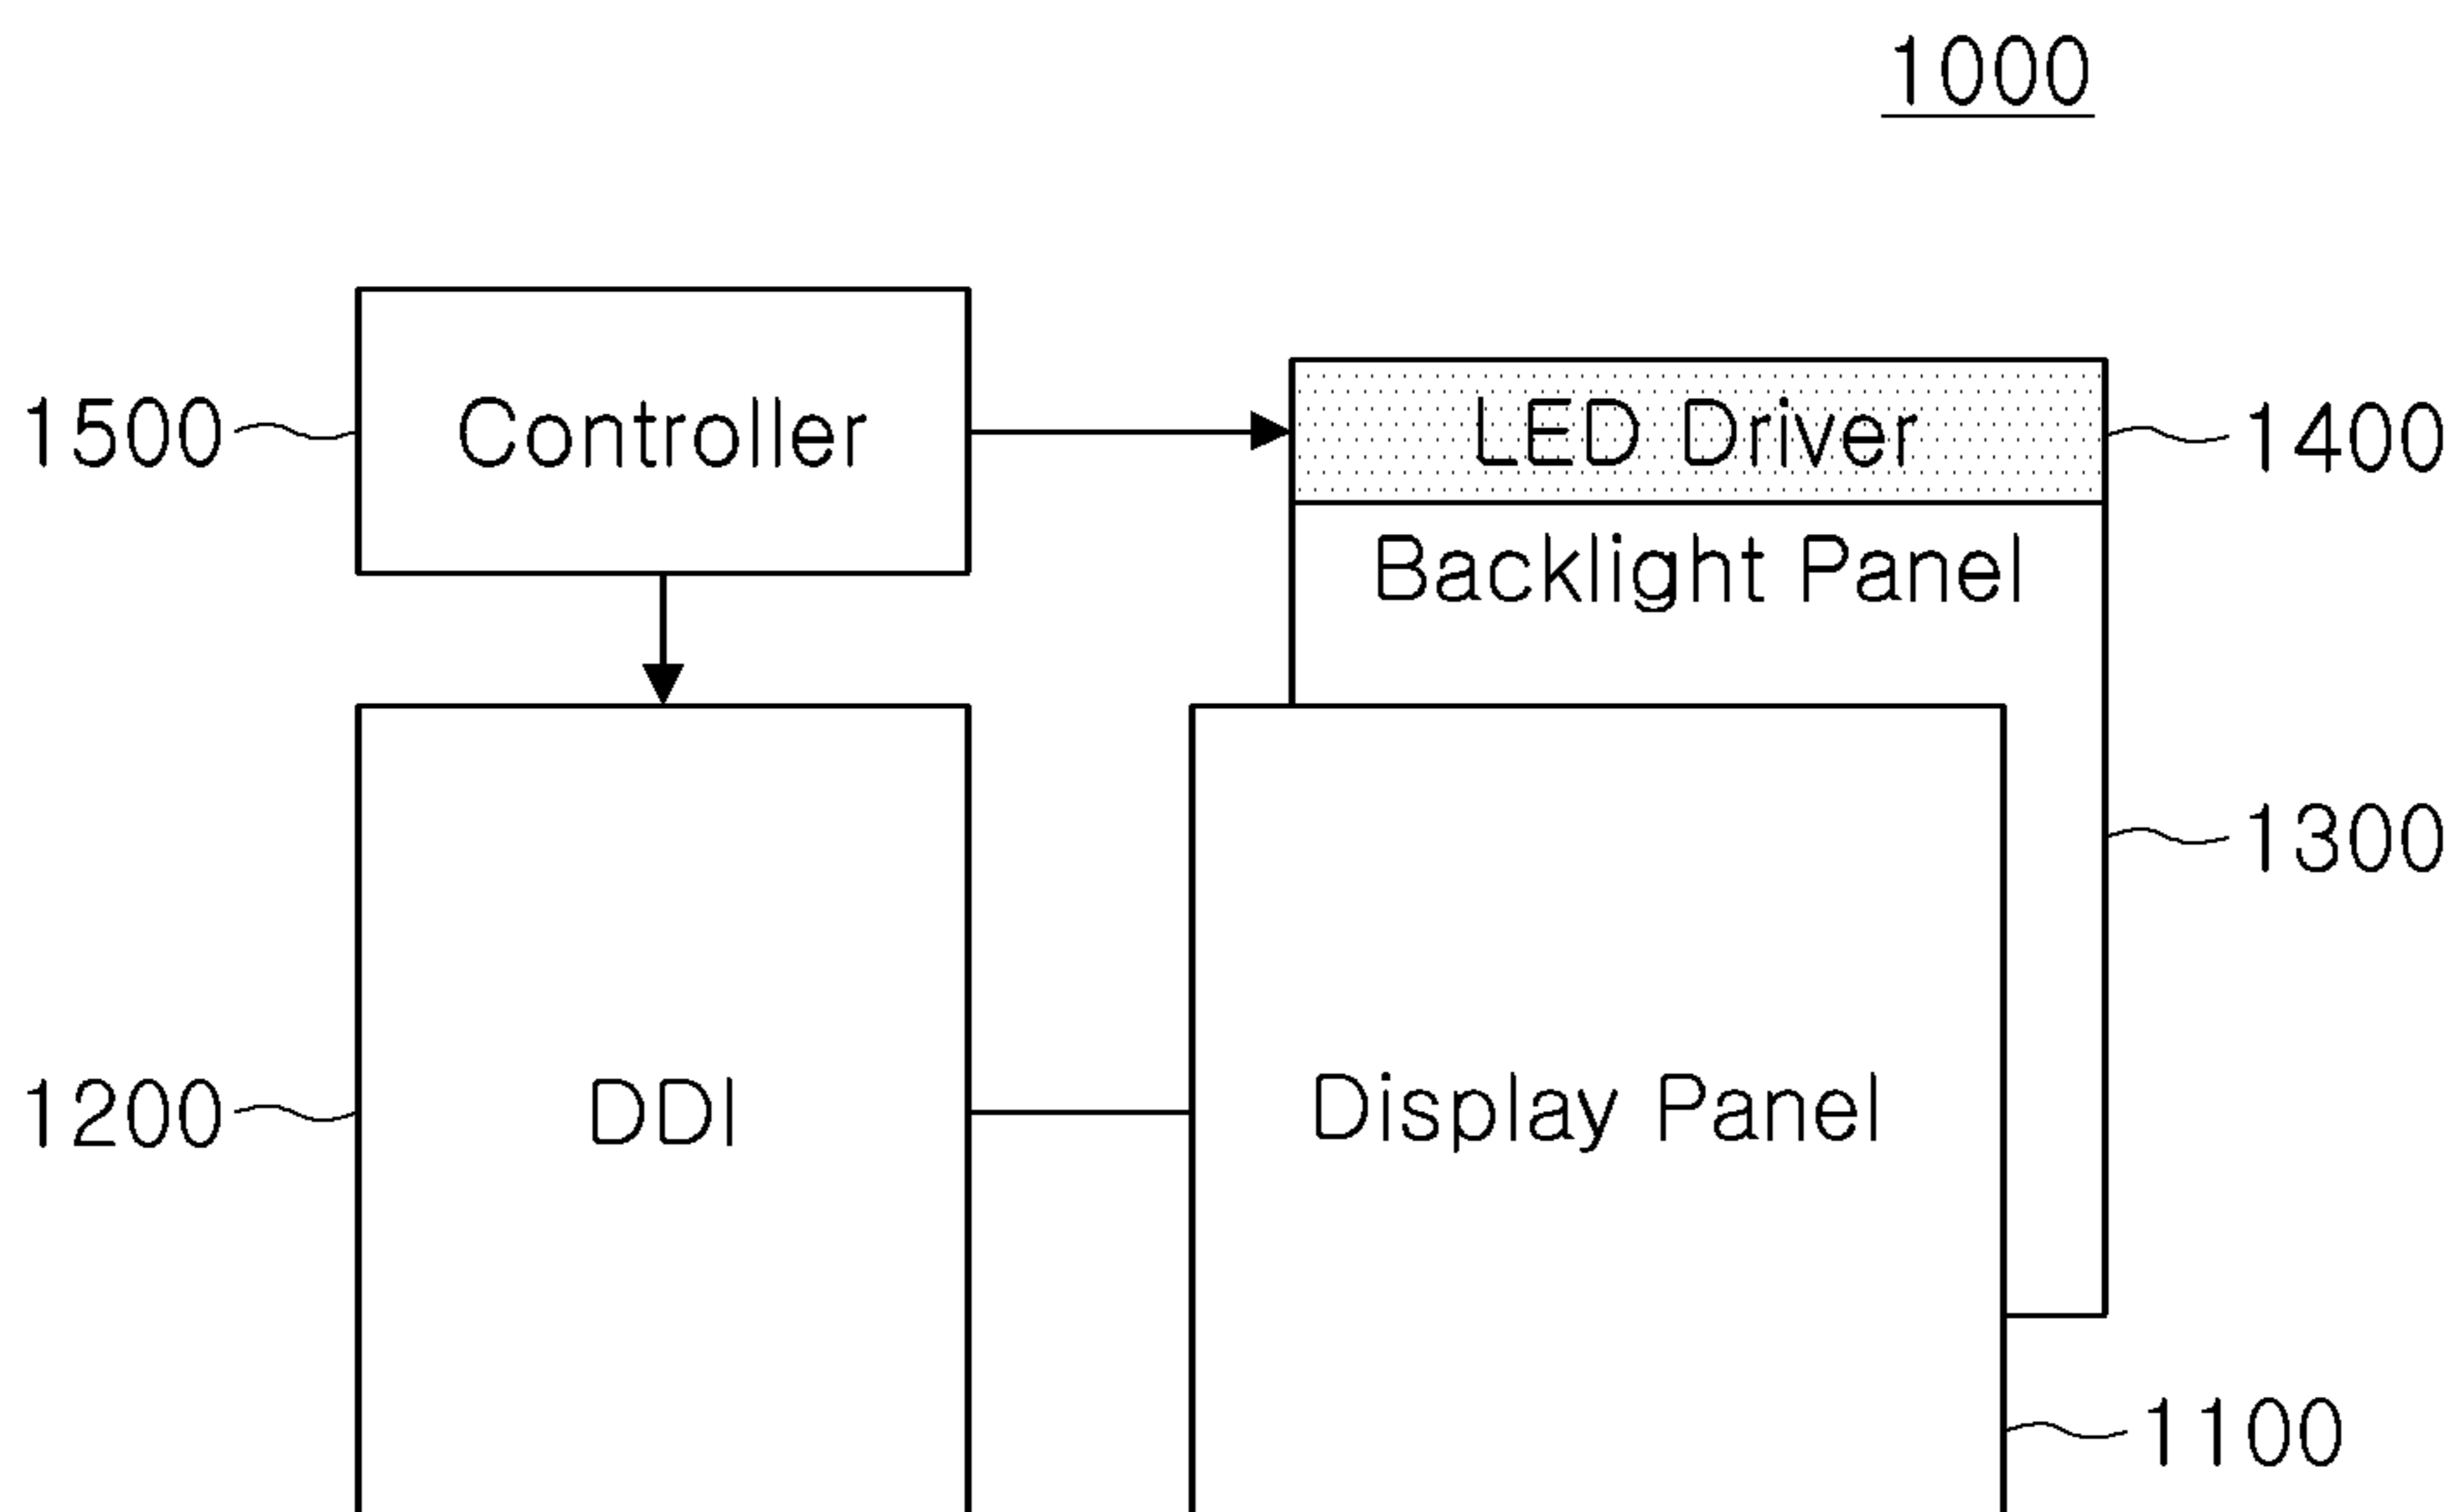 1000
1500
Controller
LED Driver
1400
Backlight Panel
1300
1200
DDI
Display Panel
1100